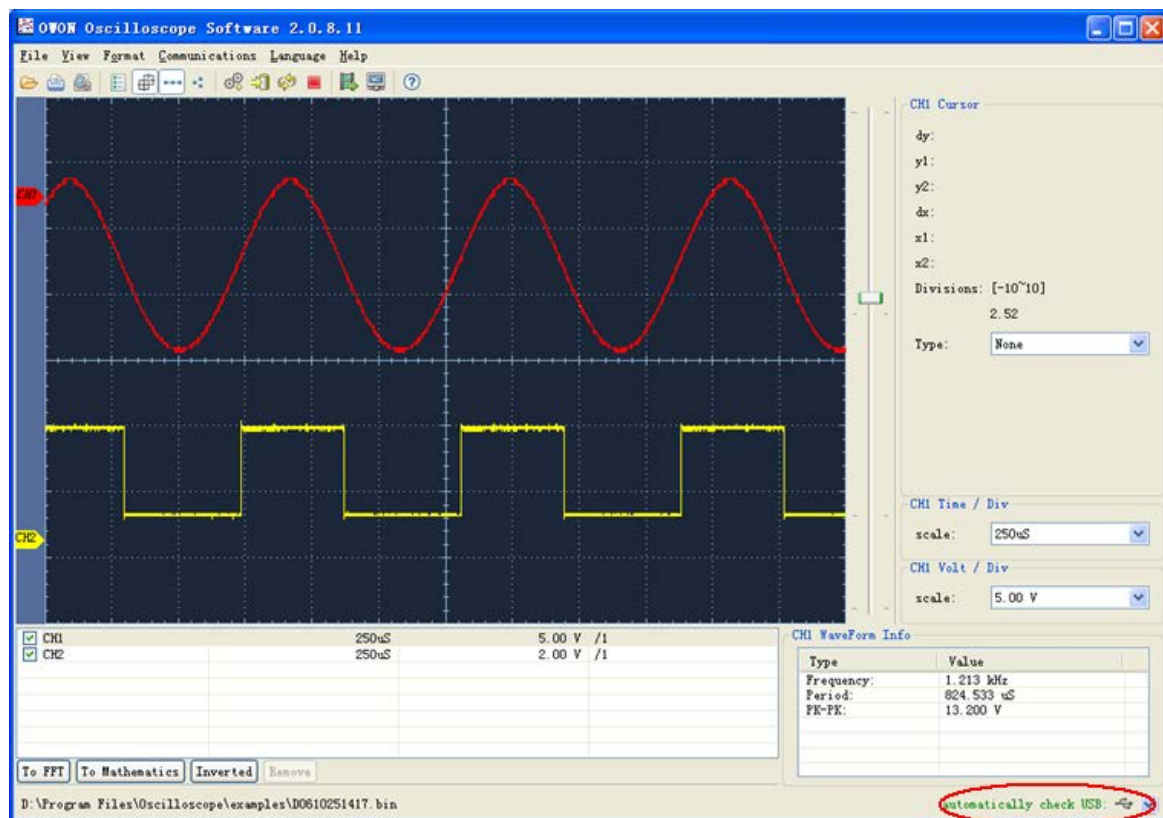 OWON Oscilloscope Software 2.0.8.11
File View Format Communications Language Help
CH1 Cursor
dy:
y1:
y2:
dx:
x1:
x2:
Divisions: [-10~10]
2.52
Type: None
CH1
CH2
CH1 Time / Div
scale: 250uS
CH1 Volt / Div
scale: 5.00 V
CH1 250uS 5.00 V /1
CH2 250uS 2.00 V /1
CH1 WaveForm Info
Type Value
Frequency: 1.213 kHz
Period: 824.533 uS
PK-PK: 13.200 V
To FFT To Mathematics Inverted Remove
D:\Program Files\Oscilloscope\examples\D0610251417.bin
automatically check USB: